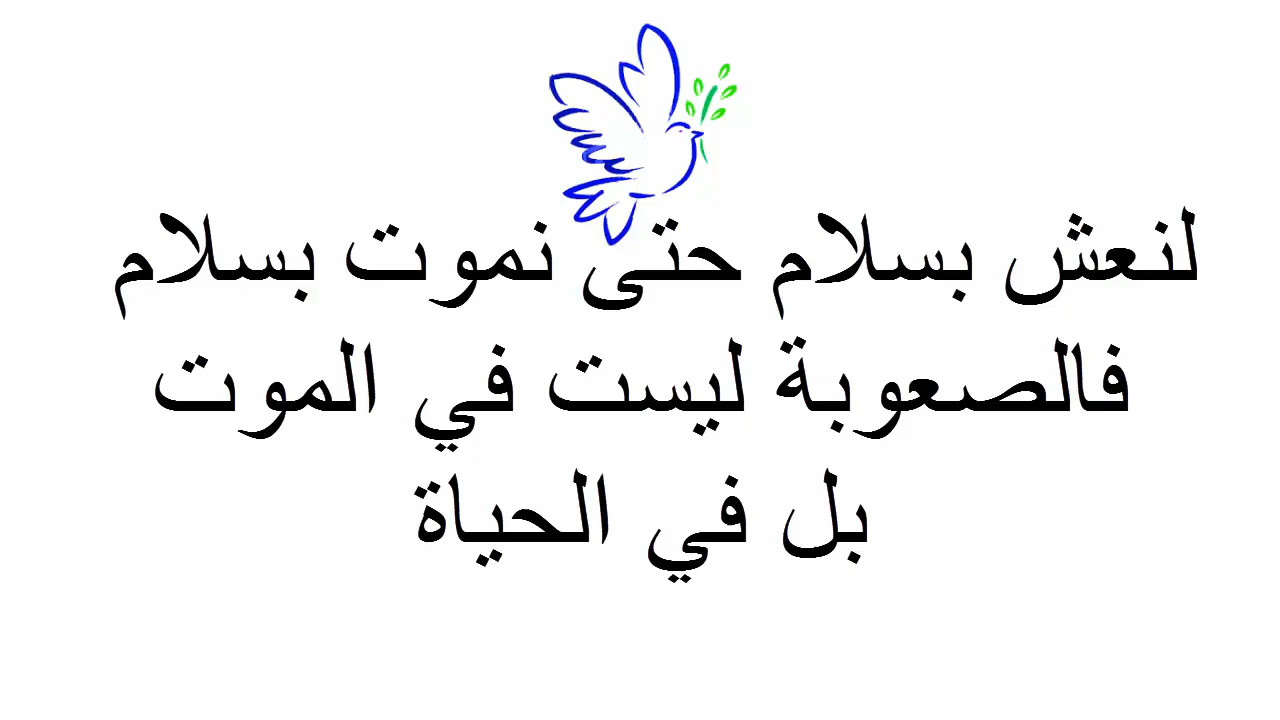 لنعش بسلام حتى نموت بسلام
فالصعوبة ليست في الموت
بل في الحياة